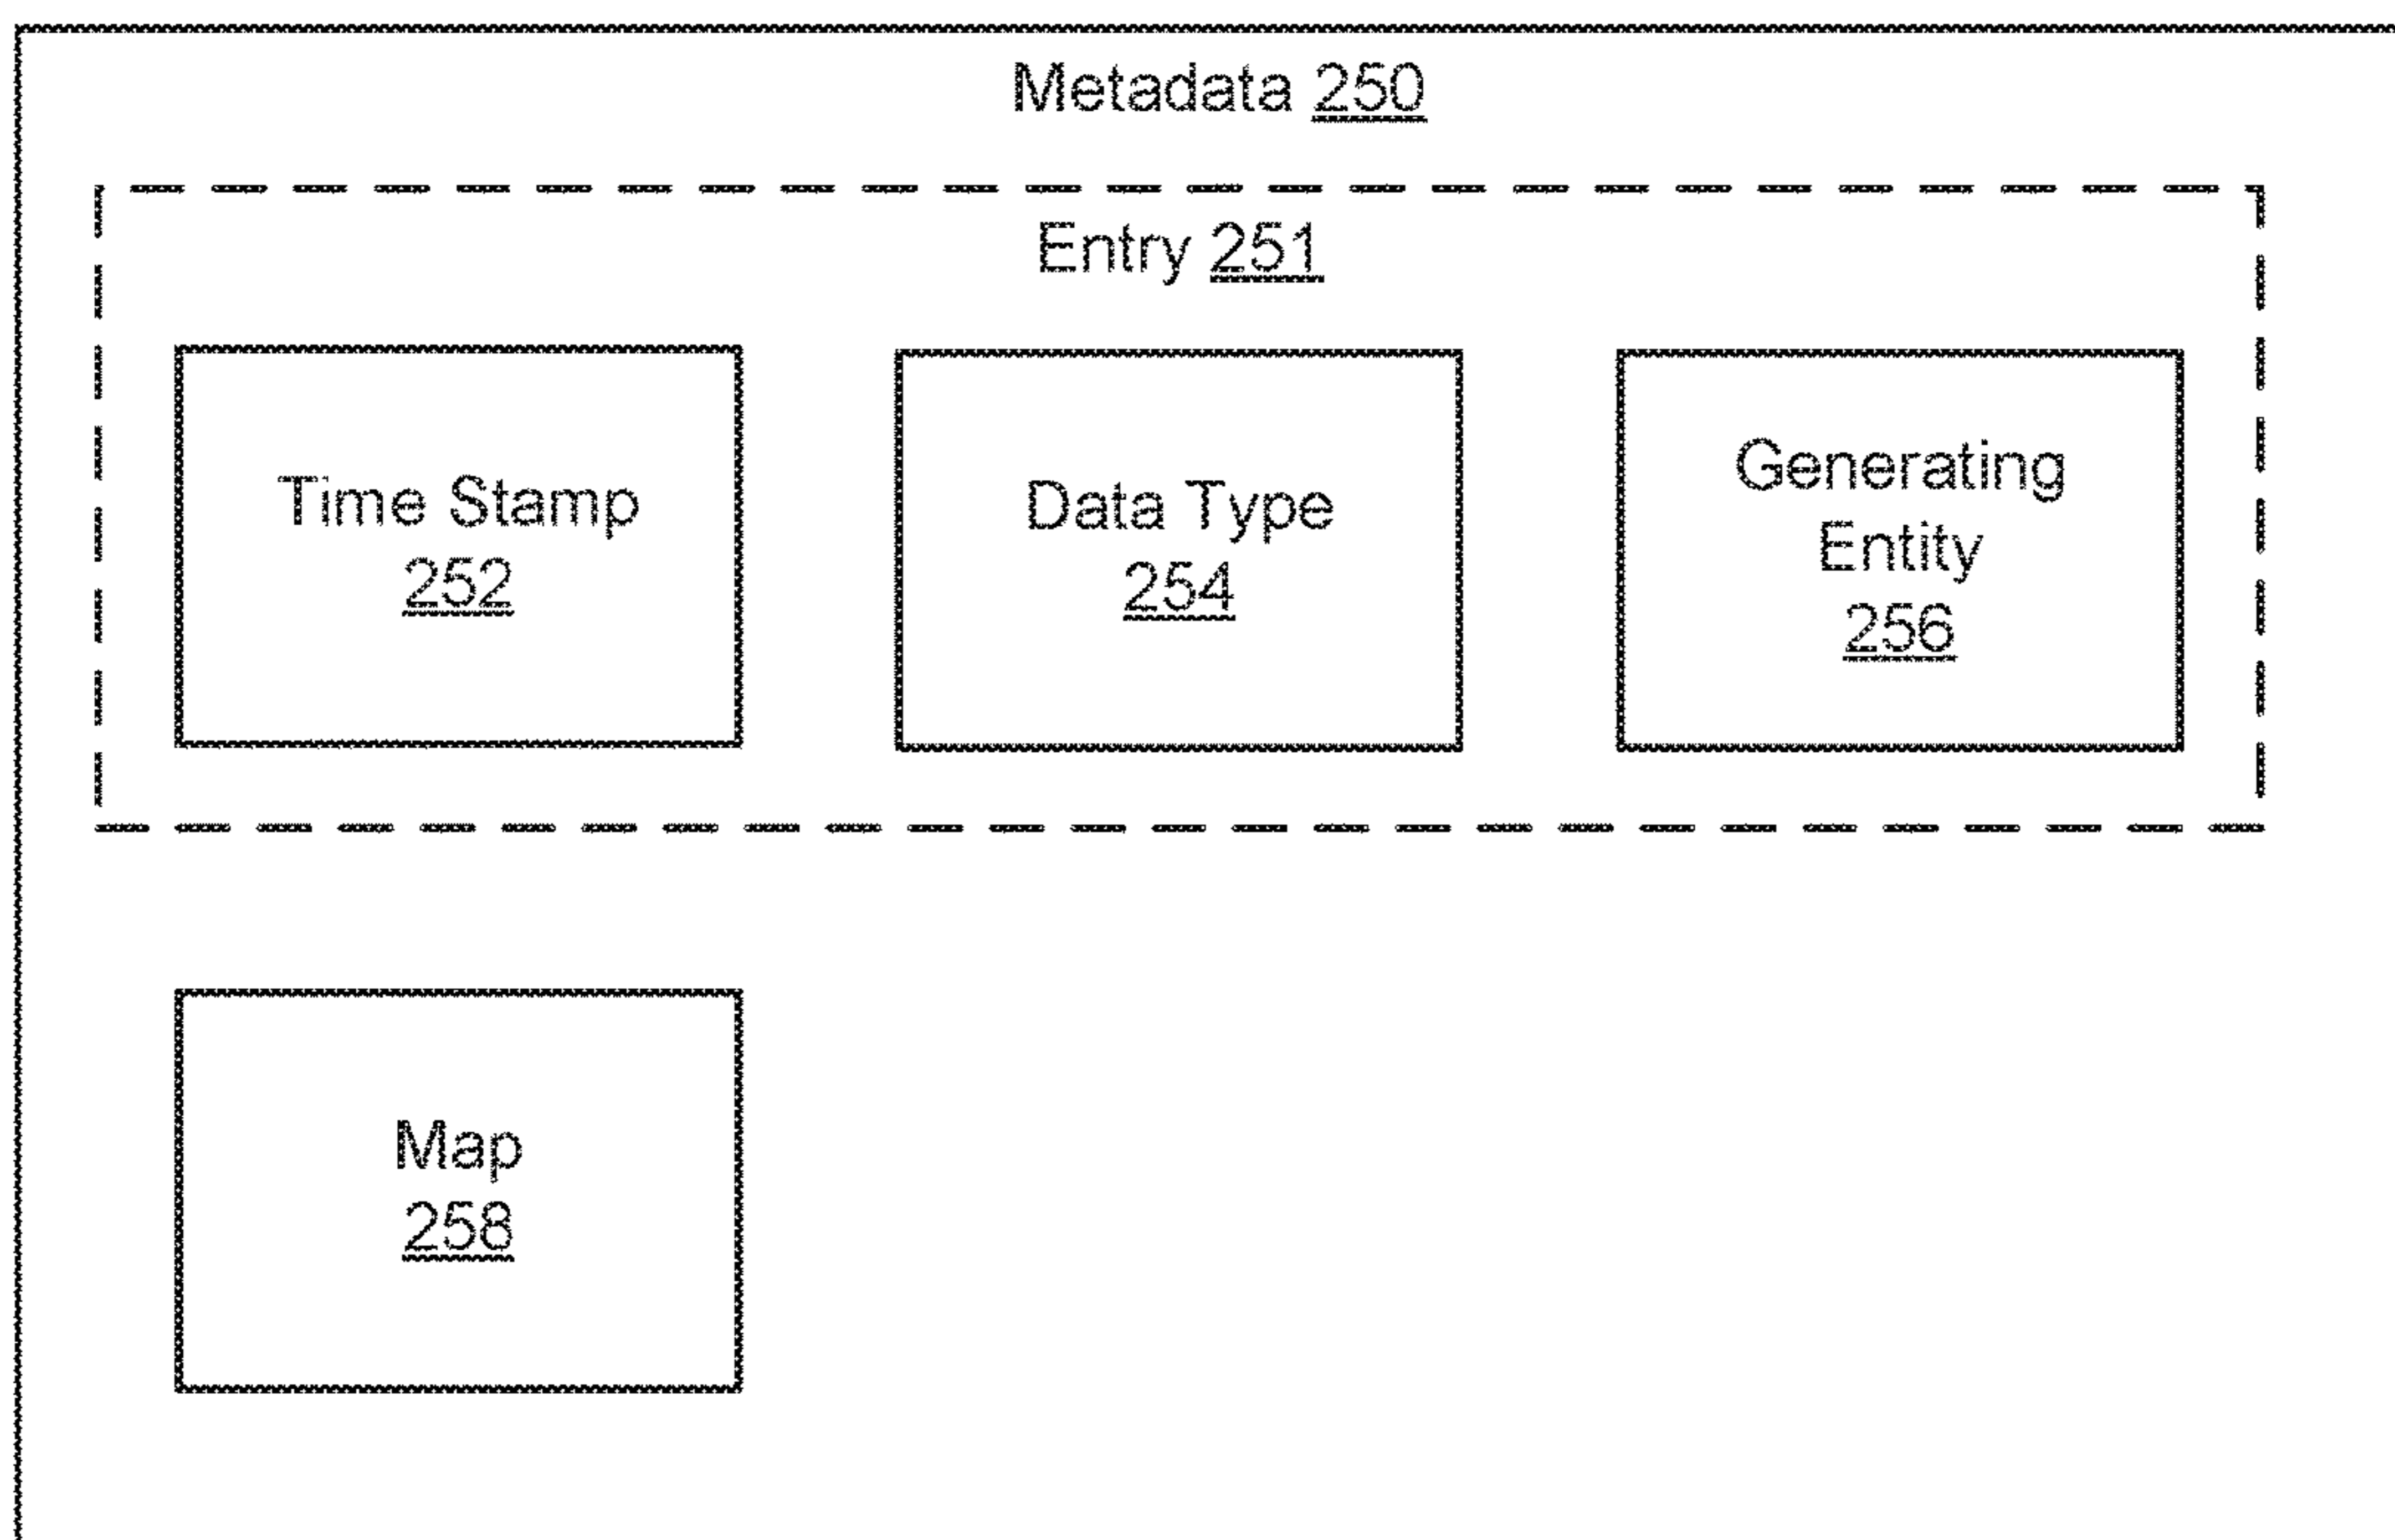 Metadata 250
Entry 251
Time Stamp
252
Data Type
254
Generating
Entity
256
Map
258